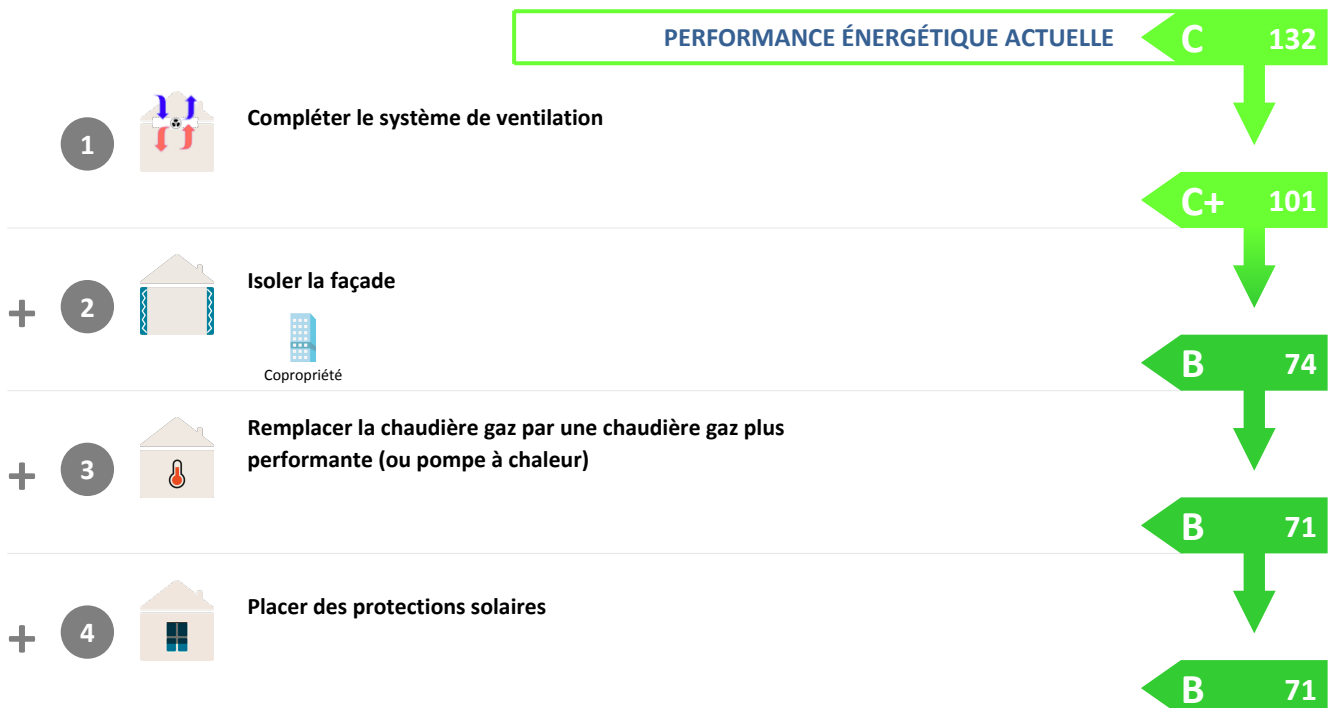 PERFORMANCE ÉNERGÉTIQUE ACTUELLE C 132
1 Compléter le système de ventilation
C+ 101
+ 2 Isoler la façade
Copropriété
B 74
+ 3 Remplacer la chaudière gaz par une chaudière gaz plus
performante (ou pompe à chaleur)
B 71
+ 4 Placer des protections solaires
B 71